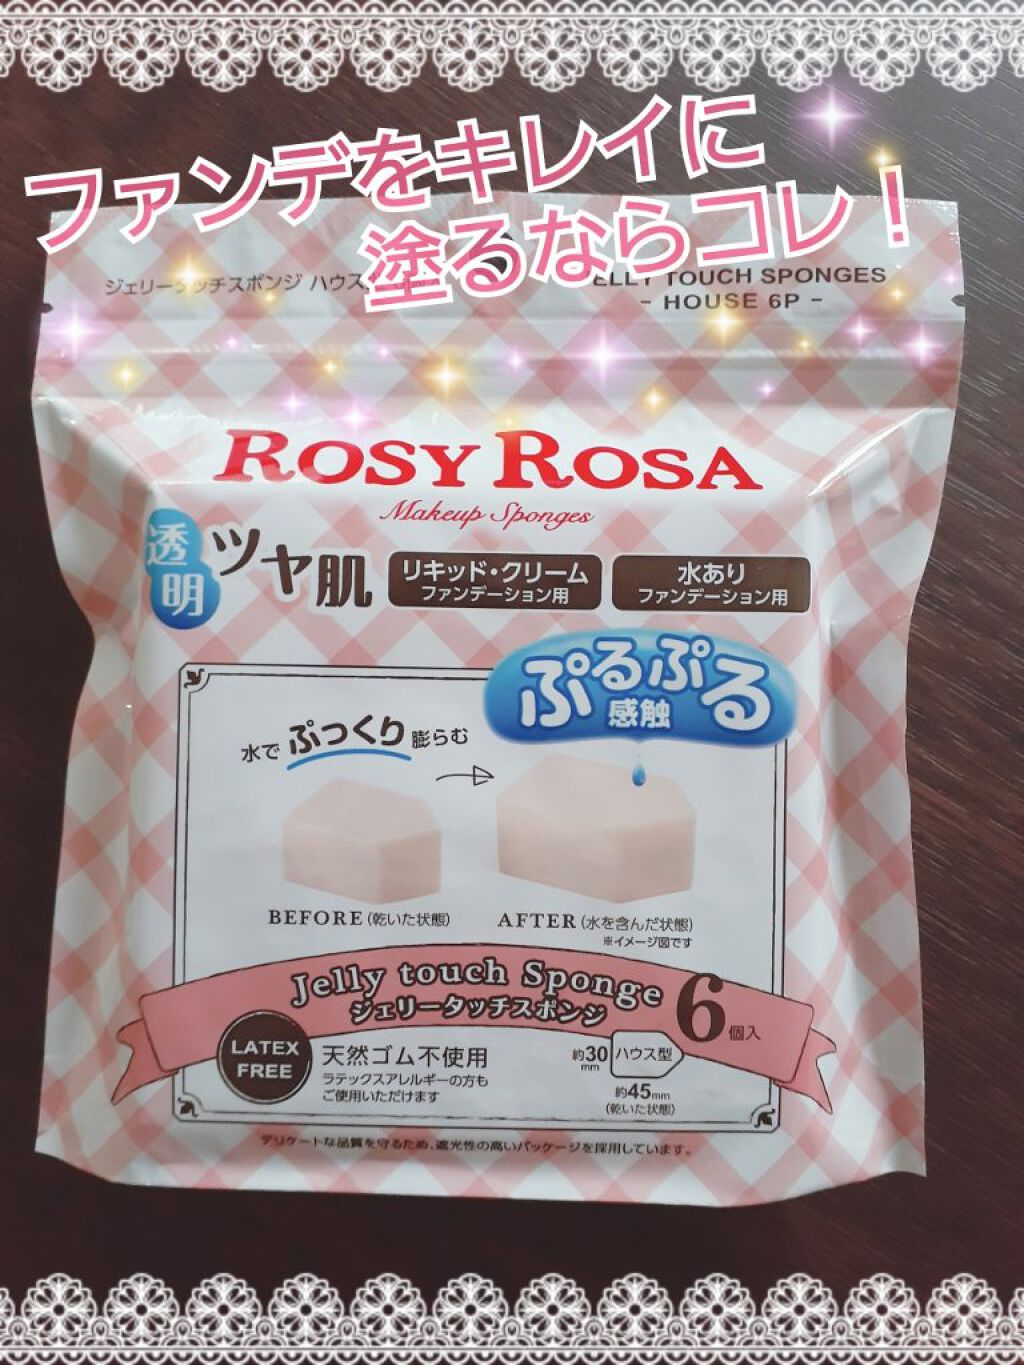 ファンデをキレイに
塗るならコレ！
ジェリータッチスポンジ ハウス
ELLY TOUCH SPONGES
- HOUSE 6P -
ROSY ROSA
Makeup Sponges
透明
ツヤ肌
リキッド・クリーム
ファンデーション用
水あり
ファンデーション用
ぷるぷる
感触
水でぷっくり膨らむ
BEFORE(乾いた状態)
AFTER(水を含んだ状態)
※イメージ図です
Jelly touch Sponge
ジェリータッチスポンジ
6個入
LATEX
FREE
天然ゴム不使用
ラテックスアレルギーの方も
ご使用いただけます
約30mm
ハウス型
約45mm
(乾いた状態)
デリケートな品質を守るため、遮光性の高いパッケージを採用しています。